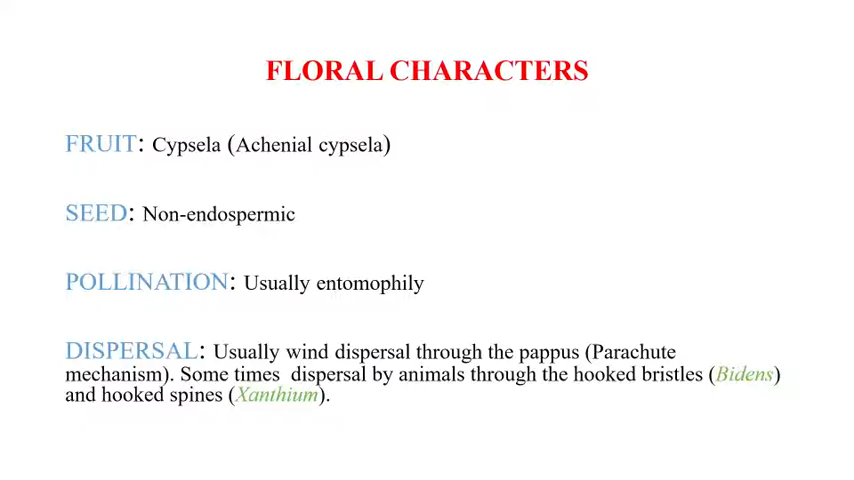 FLORAL CHARACTERS
FRUIT: Cypsela (Achenial cypsela)
SEED: Non-endospermic
POLLINATION: Usually entomophily
DISPERSAL: Usually wind dispersal through the pappus (Parachute
mechanism). Some times dispersal by animals through the hooked bristles (Bidens)
and hooked spines (Xanthium).